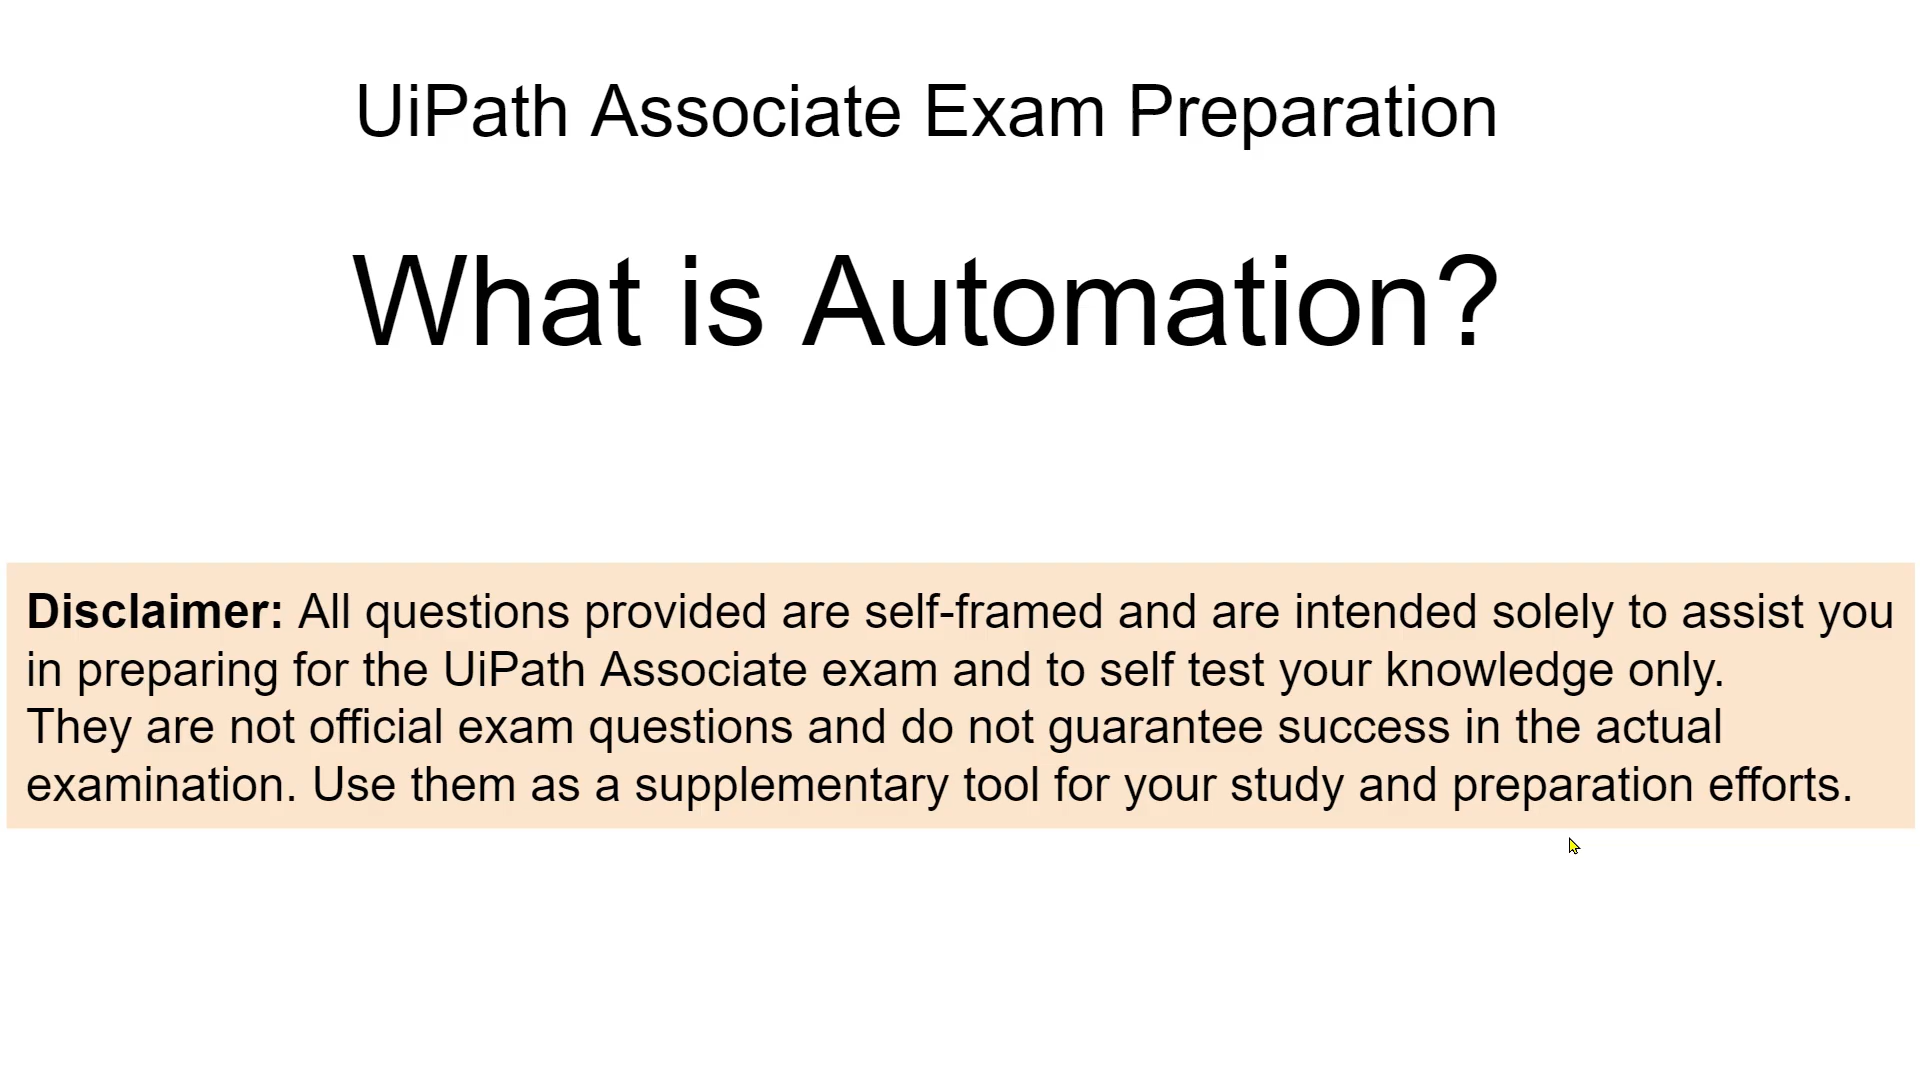 UiPath Associate Exam Preparation
What is Automation?
Disclaimer: All questions provided are self-framed and are intended solely to assist you
in preparing for the UiPath Associate exam and to self test your knowledge only.
They are not official exam questions and do not guarantee success in the actual
examination. Use them as a supplementary tool for your study and preparation efforts.